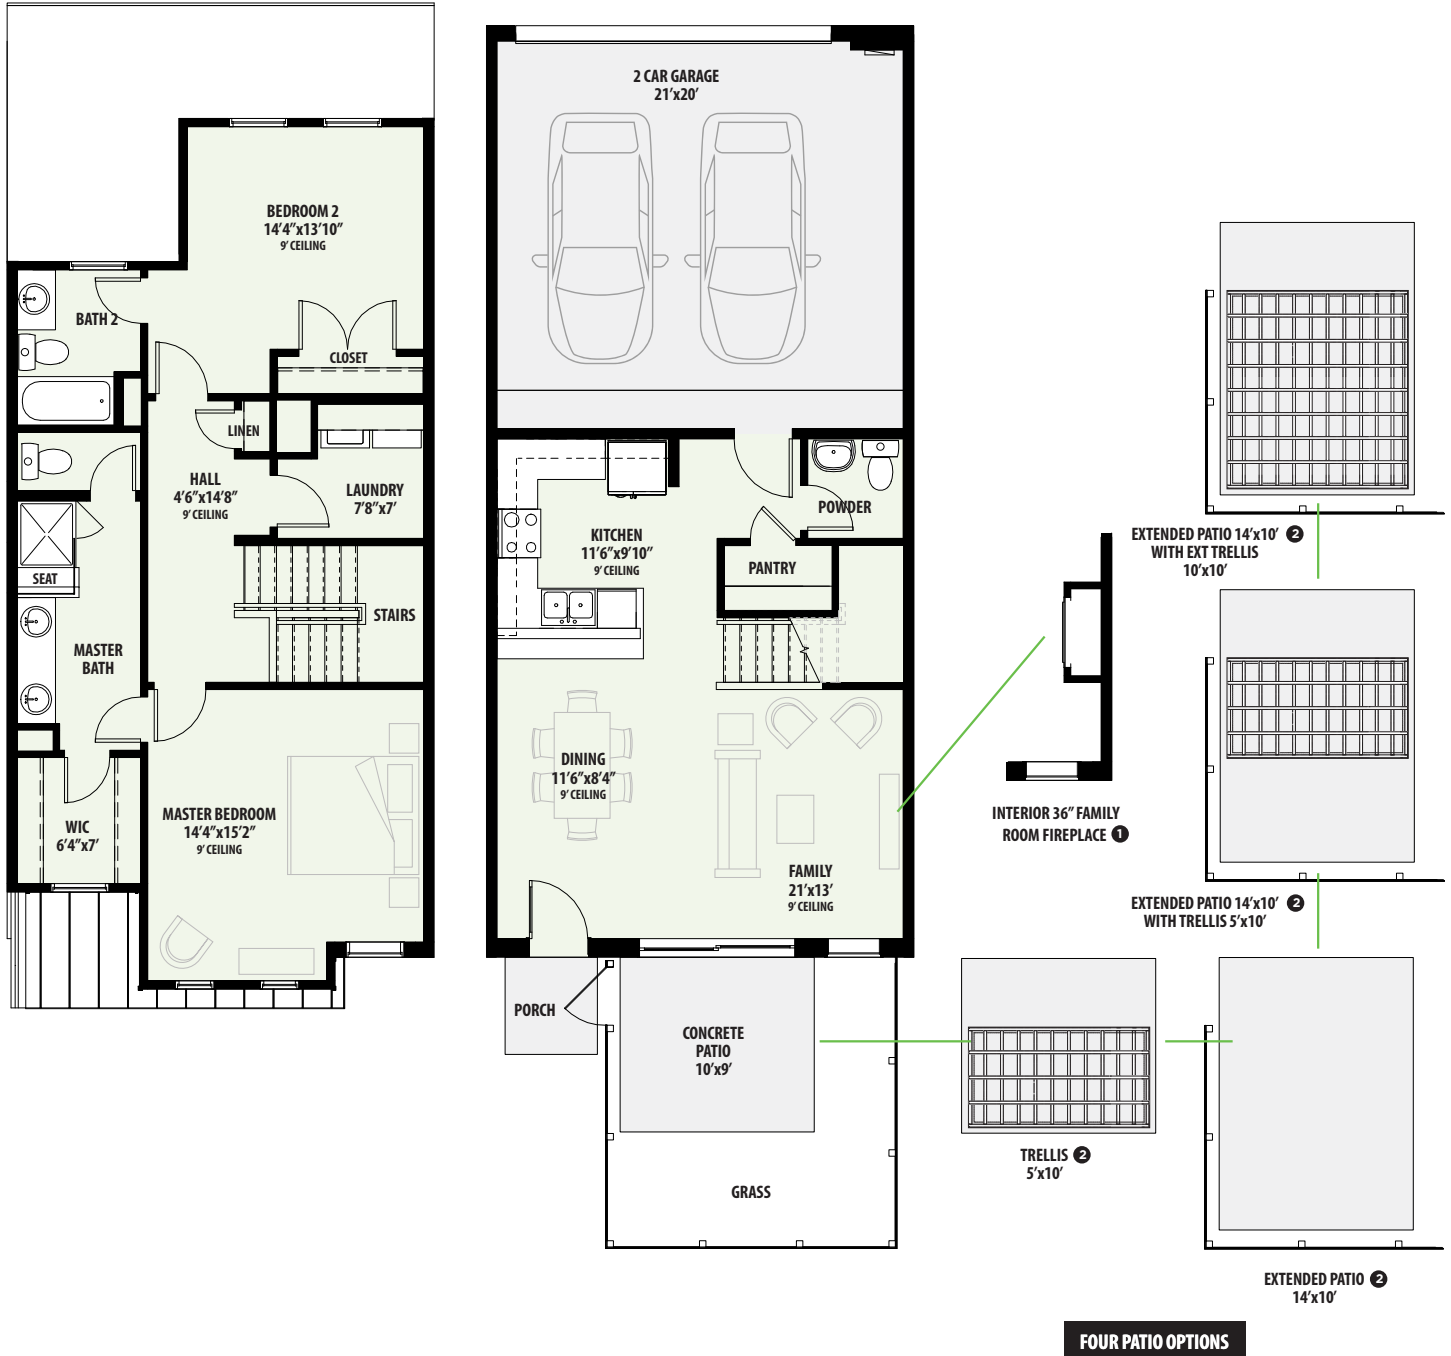 2 CAR GARAGE
21'x20'
BEDROOM 2
14'4"x13'10"
9' CEILING
BATH 2
CLOSET
LINEN
HALL
4'6"x14'8"
9' CEILING
LAUNDRY
7'8"x7'
SEAT
STAIRS
MASTER
BATH
WIC
6'4"x7'
MASTER BEDROOM
14'4"x15'2"
9' CEILING
KITCHEN
11'6"x9'10"
9' CEILING
POWDER
PANTRY
DINING
11'6"x8'4"
9' CEILING
FAMILY
21'x13'
9' CEILING
PORCH
CONCRETE
PATIO
10'x9'
GRASS
INTERIOR 36" FAMILY
ROOM FIREPLACE 1
EXTENDED PATIO 14'x10' 2
WITH EXT TRELLIS
10'x10'
EXTENDED PATIO 14'x10' 2
WITH TRELLIS 5'x10'
TRELLIS 2
5'x10'
EXTENDED PATIO 2
14'x10'
FOUR PATIO OPTIONS